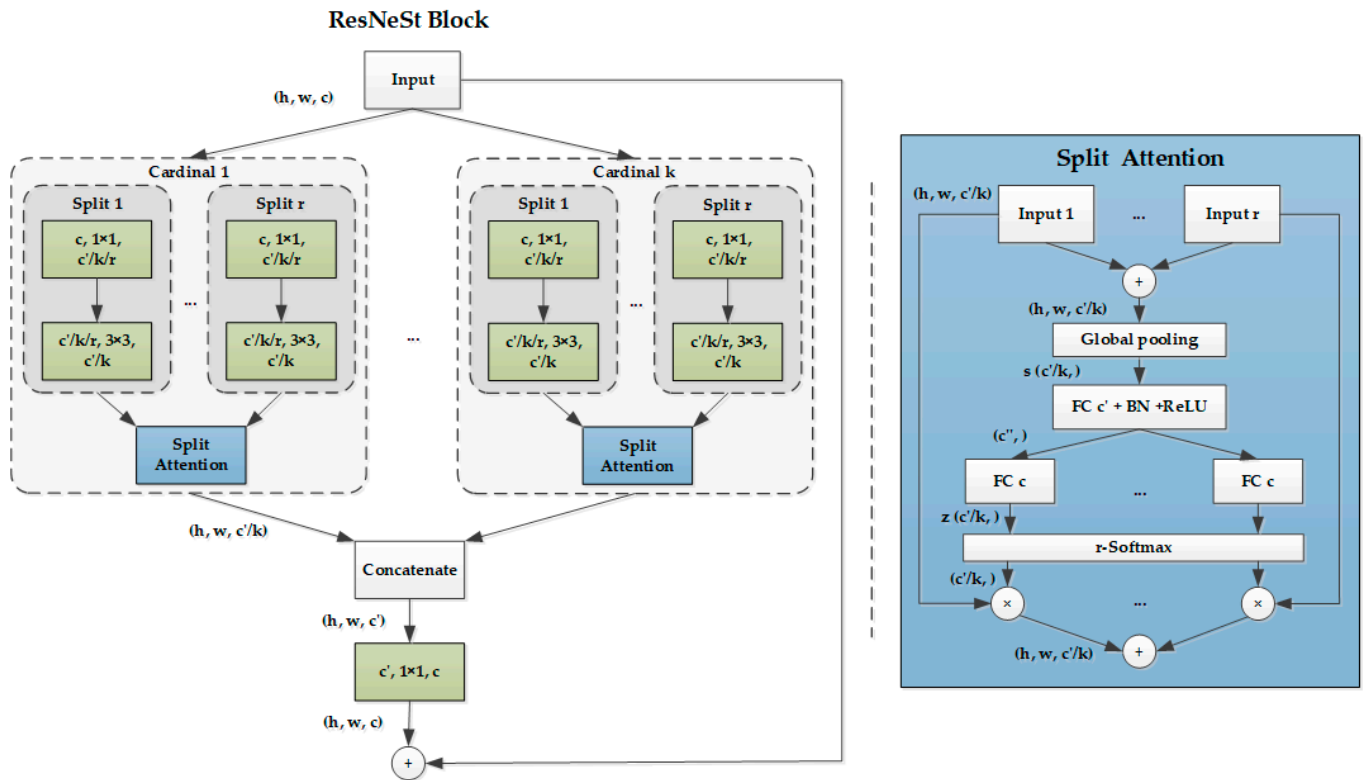 ResNeSt Block
Input
(h, w, c)
Cardinal 1
Split 1
c, 1×1,
c'/k/r
c'/k/r, 3×3,
c'/k
...
Split r
c, 1×1,
c'/k/r
c'/k/r, 3×3,
c'/k
Split
Attention
...
Cardinal k
Split 1
c, 1×1,
c'/k/r
c'/k/r, 3×3,
c'/k
...
Split r
c, 1×1,
c'/k/r
c'/k/r, 3×3,
c'/k
Split
Attention
(h, w, c'/k)
Concatenate
(h, w, c')
c', 1×1, c
(h, w, c)
+
Split Attention
(h, w, c'/k)
Input 1
...
Input r
+
(h, w, c'/k)
Global pooling
s (c'/k, )
FC c' + BN +ReLU
(c'', )
FC c
...
FC c
z (c'/k, )
r-Softmax
(c'/k, )
×
...
×
(h, w, c'/k)
+